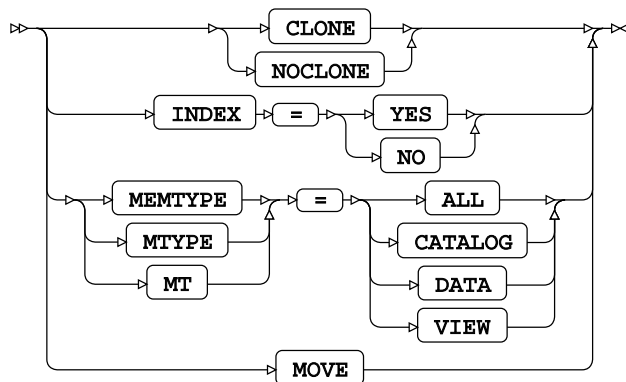 CLONE
NOCLONE
INDEX = YES
NO
MEMTYPE = ALL
MTYPE CATALOG
MT DATA
VIEW
MOVE